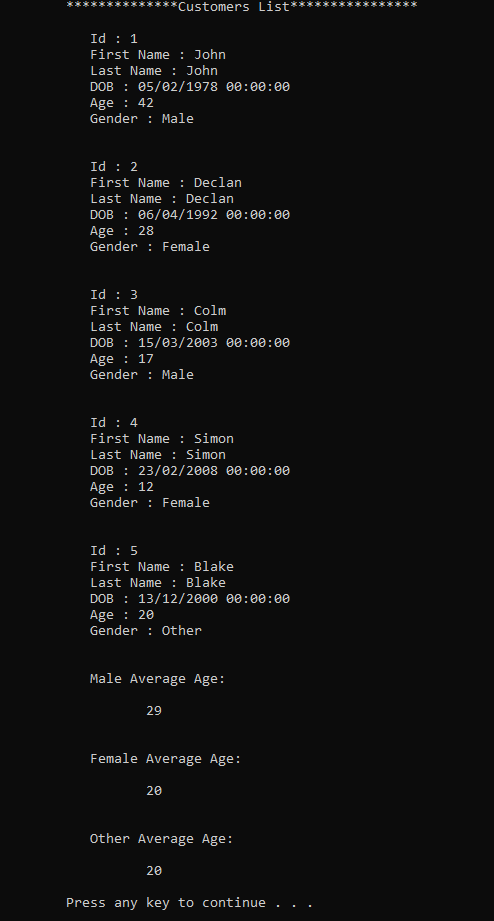 **************Customers List****************
Id : 1
First Name : John
Last Name : John
DOB : 05/02/1978 00:00:00
Age : 42
Gender : Male
Id : 2
First Name : Declan
Last Name : Declan
DOB : 06/04/1992 00:00:00
Age : 28
Gender : Female
Id : 3
First Name : Colm
Last Name : Colm
DOB : 15/03/2003 00:00:00
Age : 17
Gender : Male
Id : 4
First Name : Simon
Last Name : Simon
DOB : 23/02/2008 00:00:00
Age : 12
Gender : Female
Id : 5
First Name : Blake
Last Name : Blake
DOB : 13/12/2000 00:00:00
Age : 20
Gender : Other
Male Average Age:
29
Female Average Age:
20
Other Average Age:
20
Press any key to continue . . .